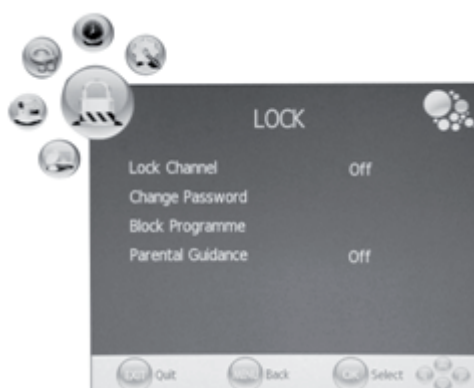 LOCK
Lock Channel Off
Change Password
Block Programme
Parental Guidance Off
Quit Back Select